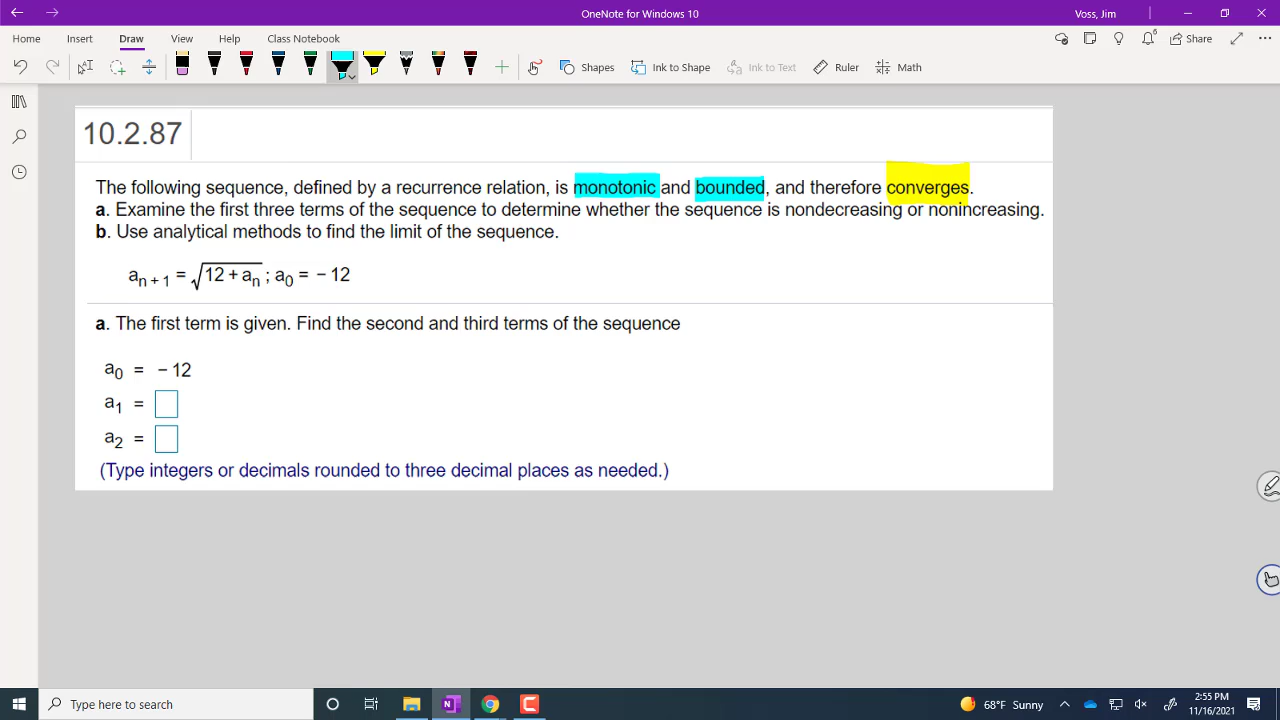 OneNote for Windows 10
Voss, Jim
Home Insert Draw View Help Class Notebook
Share
Shapes Ink to Shape Ink to Text Ruler Math
10.2.87
The following sequence, defined by a recurrence relation, is monotonic and bounded, and therefore converges.
a. Examine the first three terms of the sequence to determine whether the sequence is nondecreasing or nonincreasing.
b. Use analytical methods to find the limit of the sequence.
aₙ₊₁ = √(12 + aₙ) ; a₀ = − 12
a. The first term is given. Find the second and third terms of the sequence
a₀ = − 12
a₁ =
a₂ =
(Type integers or decimals rounded to three decimal places as needed.)
Type here to search
68°F Sunny
2:55 PM
11/16/2021